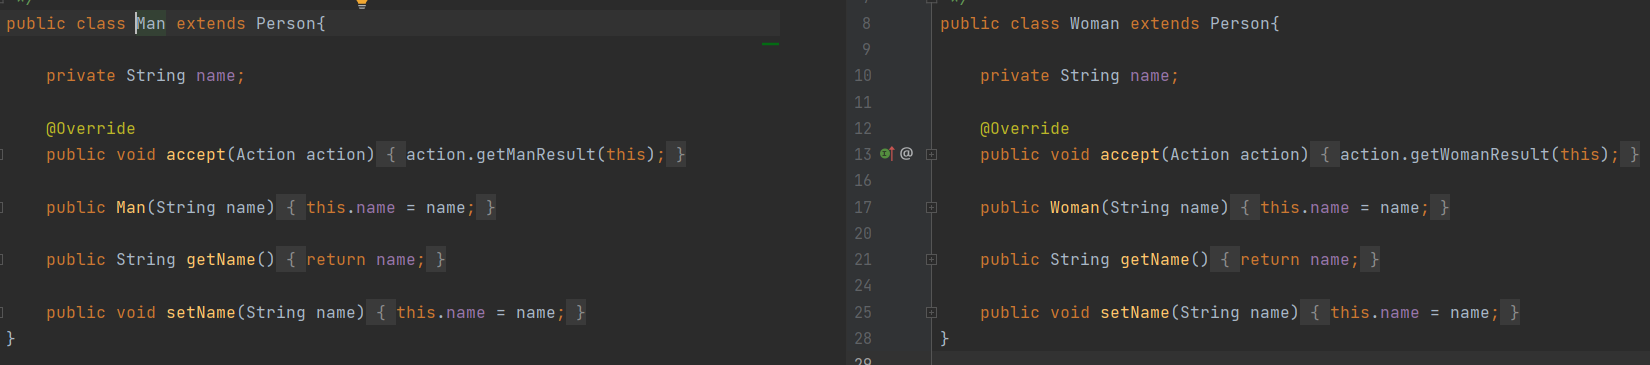 */
public class Man extends Person{
private String name;
@Override
public void accept(Action action) { action.getManResult(this); }
public Man(String name) { this.name = name; }
public String getName() { return name; }
public void setName(String name) { this.name = name; }
}
*/
8 public class Woman extends Person{
9
10 private String name;
11
12 @Override
13 @ public void accept(Action action) { action.getWomanResult(this); }
16
17 public Woman(String name) { this.name = name; }
20
21 public String getName() { return name; }
24
25 public void setName(String name) { this.name = name; }
28 }
29